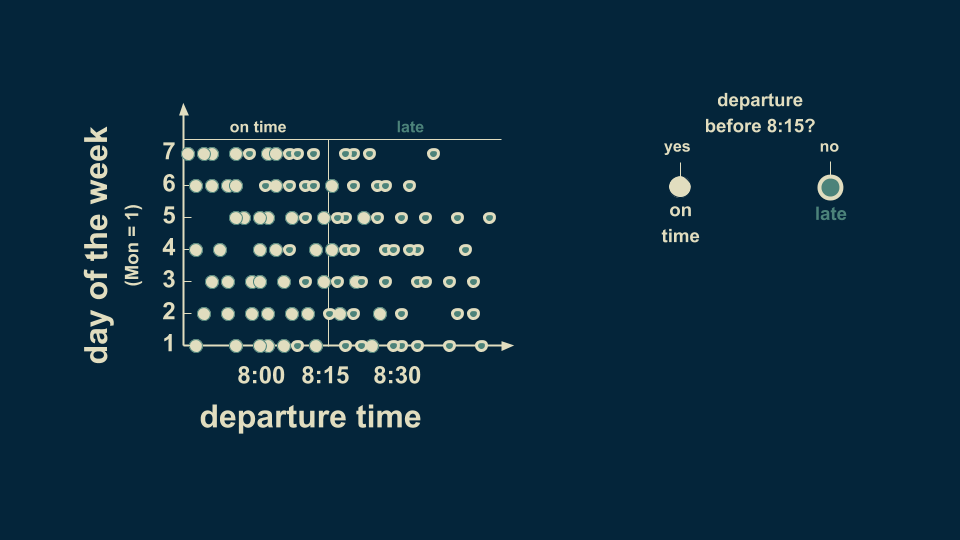 on time late
7
6
5
4
3
2
1
day of the week
(Mon = 1)
8:00 8:15 8:30
departure time
departure
before 8:15?
yes no
on
time
late